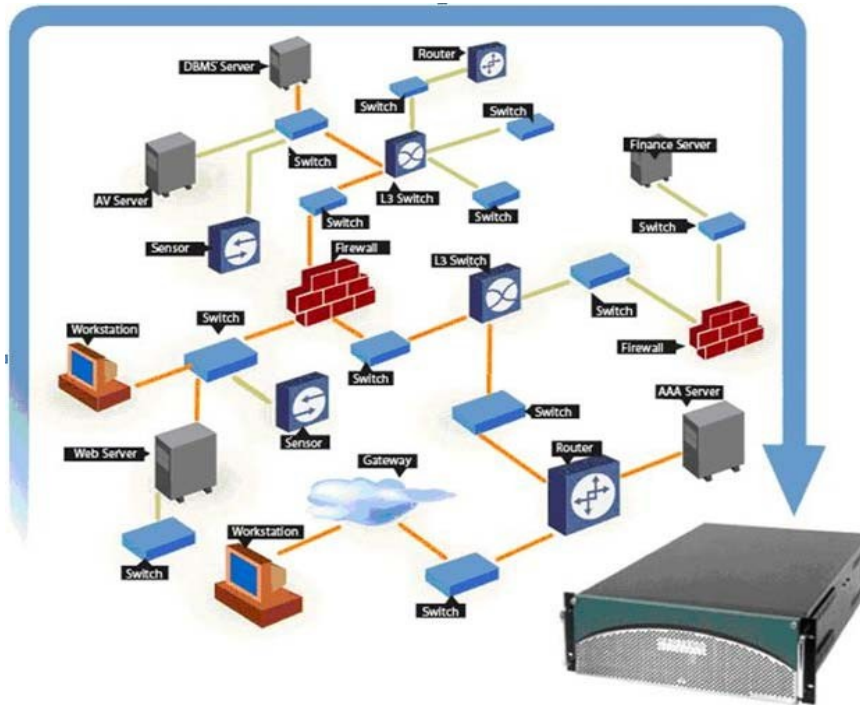 Router
DBMS Server
Switch
Switch
Finance Server
Switch
AV Server
L3 Switch
Switch
Switch
Switch
Sensor
Firewall
L3 Switch
Switch
Switch
Workstation
Firewall
Switch
AAA Server
Switch
Sensor
Router
Web Server
Gateway
Workstation
Switch
Switch